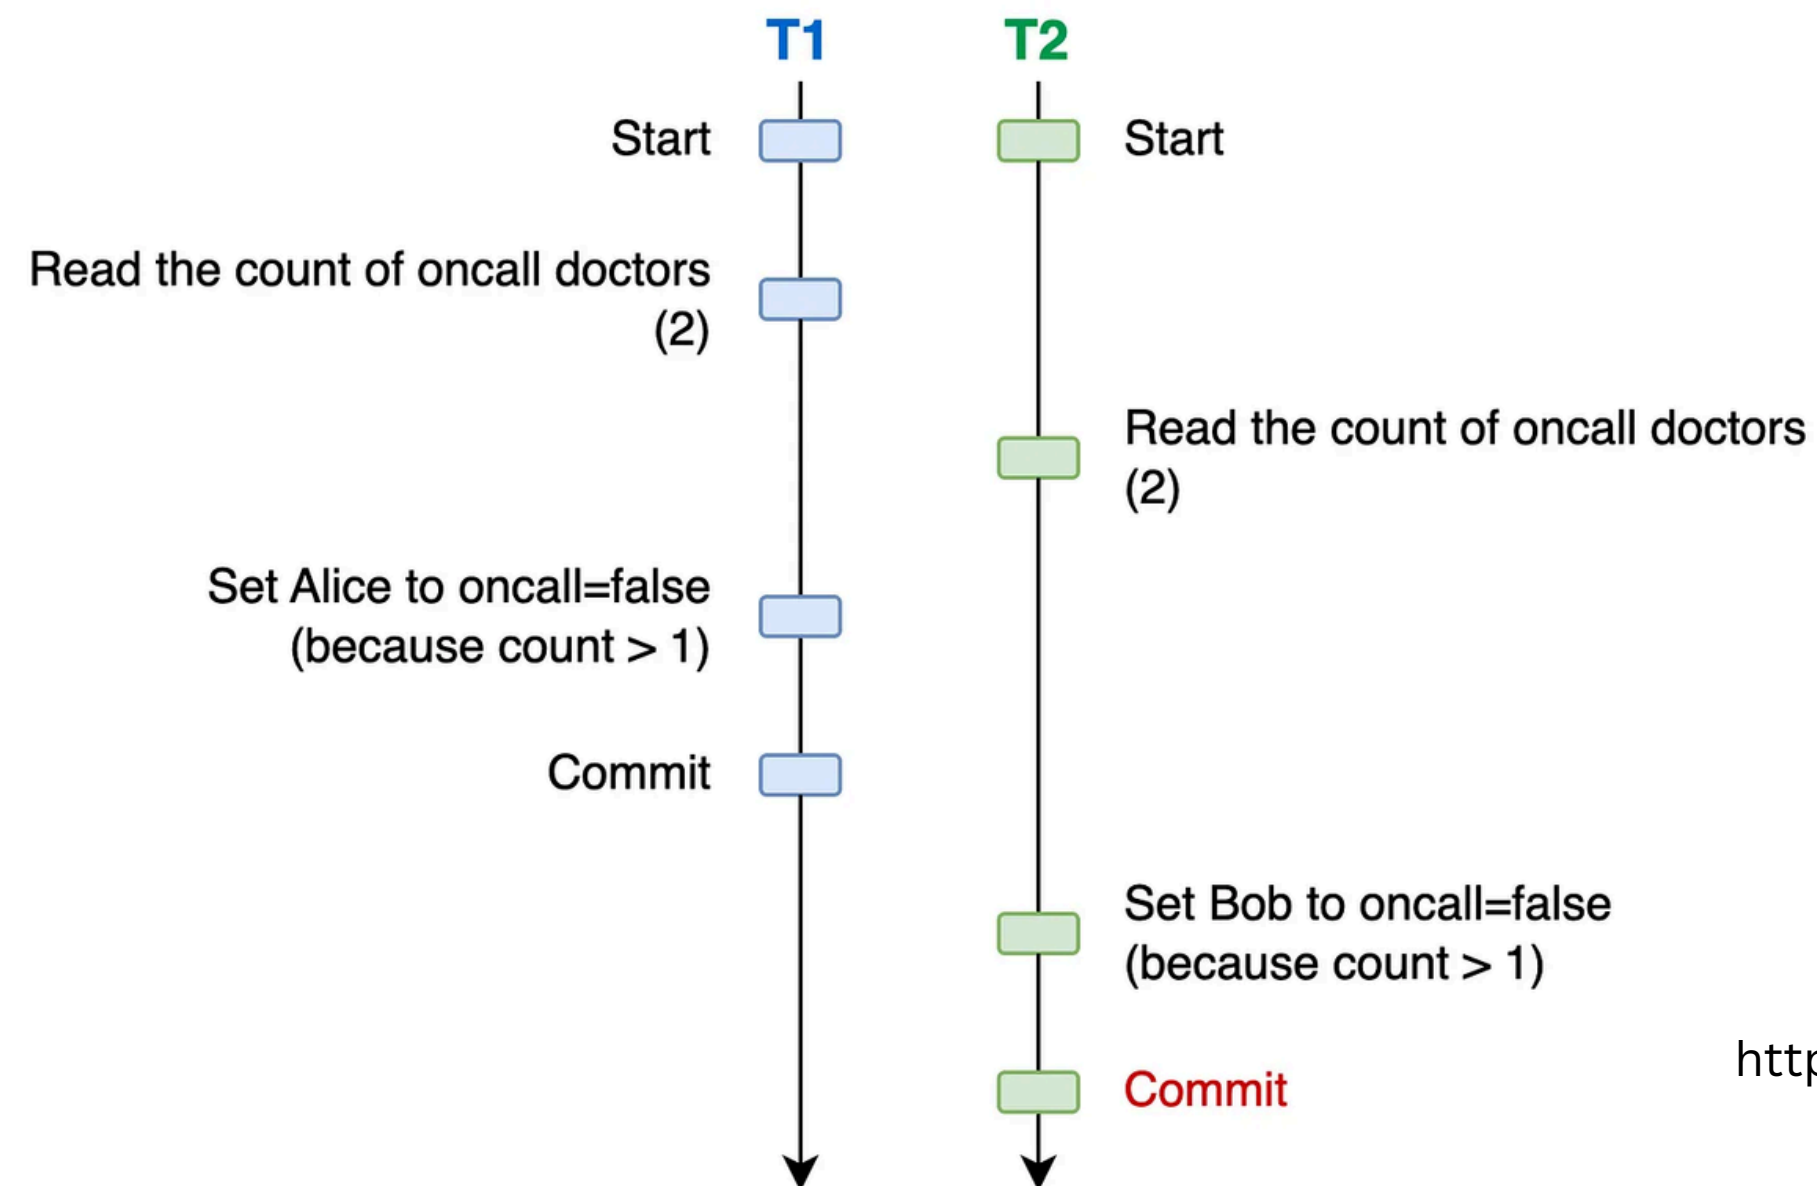 T1 T2
Start
Start
Read the count of oncall doctors
(2)
Read the count of oncall doctors
(2)
Set Alice to oncall=false
(because count > 1)
Commit
Set Bob to oncall=false
(because count > 1)
http
Commit